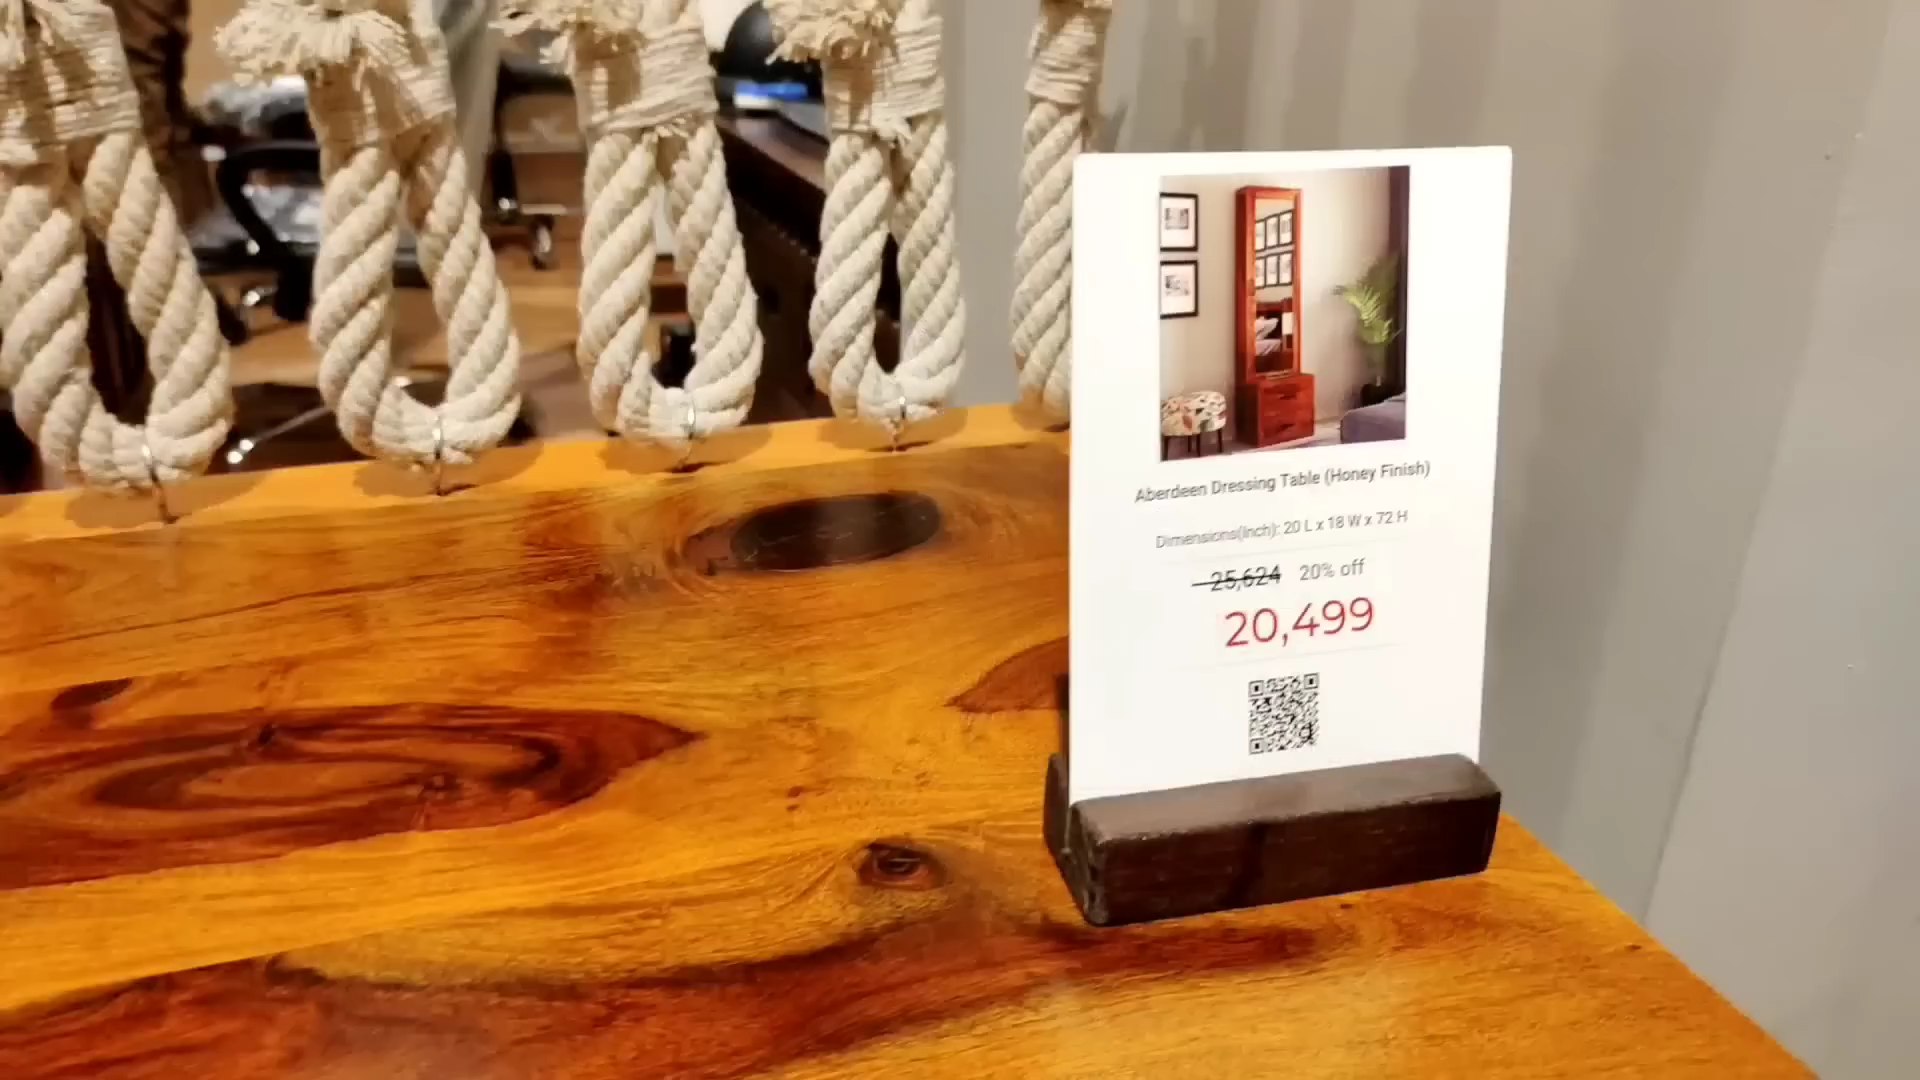 Aberdeen Dressing Table (Honey Finish)
Dimensions(Inch): 20 L x 18 W x 72 H
25,624 20% off
20,499